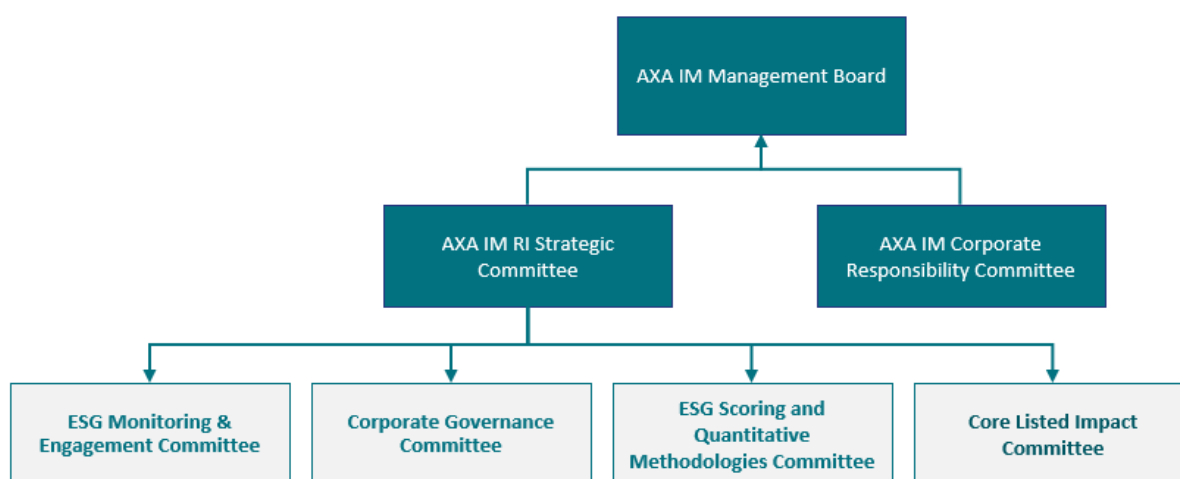 AXA IM Management Board
AXA IM RI Strategic
Committee
AXA IM Corporate
Responsibility Committee
ESG Monitoring &
Engagement Committee
Corporate Governance
Committee
ESG Scoring and
Quantitative
Methodologies Committee
Core Listed Impact
Committee